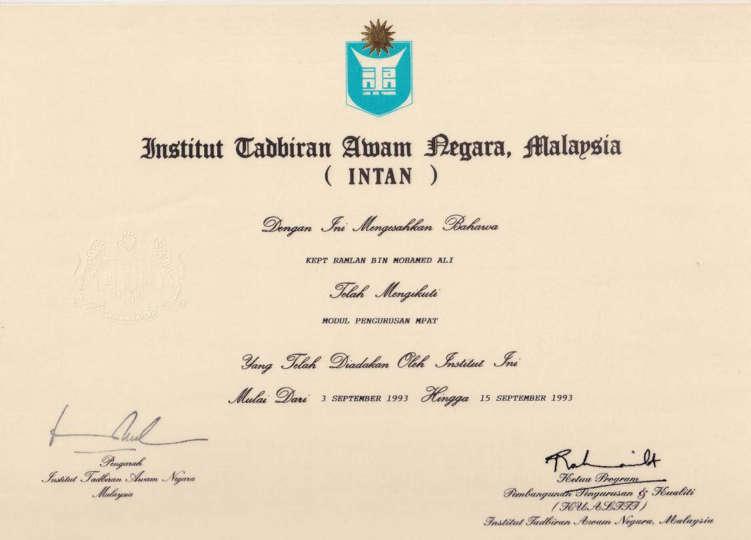 Institut Tadbiran Awam Negara, Malaysia
( INTAN )
Dengan Ini Mengesahkan Bahawa
KEPT RAMLAN BIN MOHAMED ALI
Telah Mengikuti
MODUL PENGURUSAN MPAT
Yang Telah Diadakan Oleh Institut Ini
Mulai Dari 3 SEPTEMBER 1993 Hingga 15 SEPTEMBER 1993
Pengarah
Institut Tadbiran Awam Negara
Malaysia
Ketua Program
Pembangunan Pengurusan & Kualiti
(KUALITI)
Institut Tadbiran Awam Negara, Malaysia